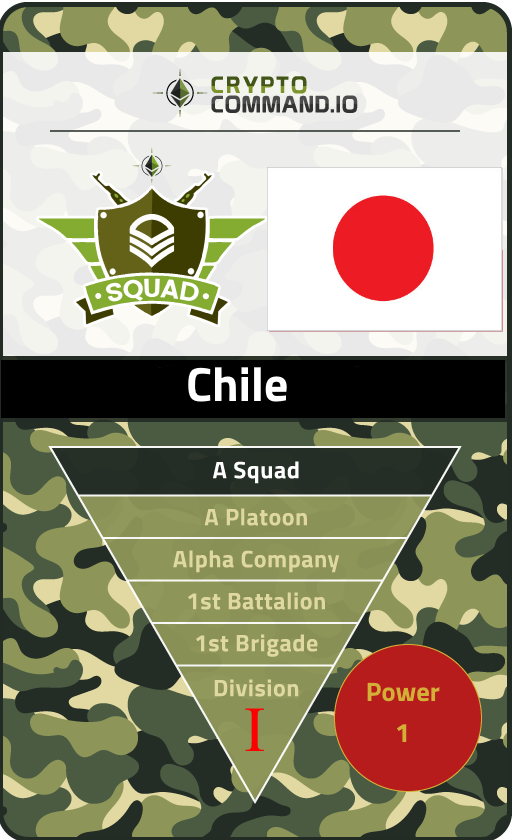 CRYPTO
COMMAND.IO
SQUAD
Chile
A Squad
A Platoon
Alpha Company
1st Battalion
1st Brigade
Division
I
Power
1